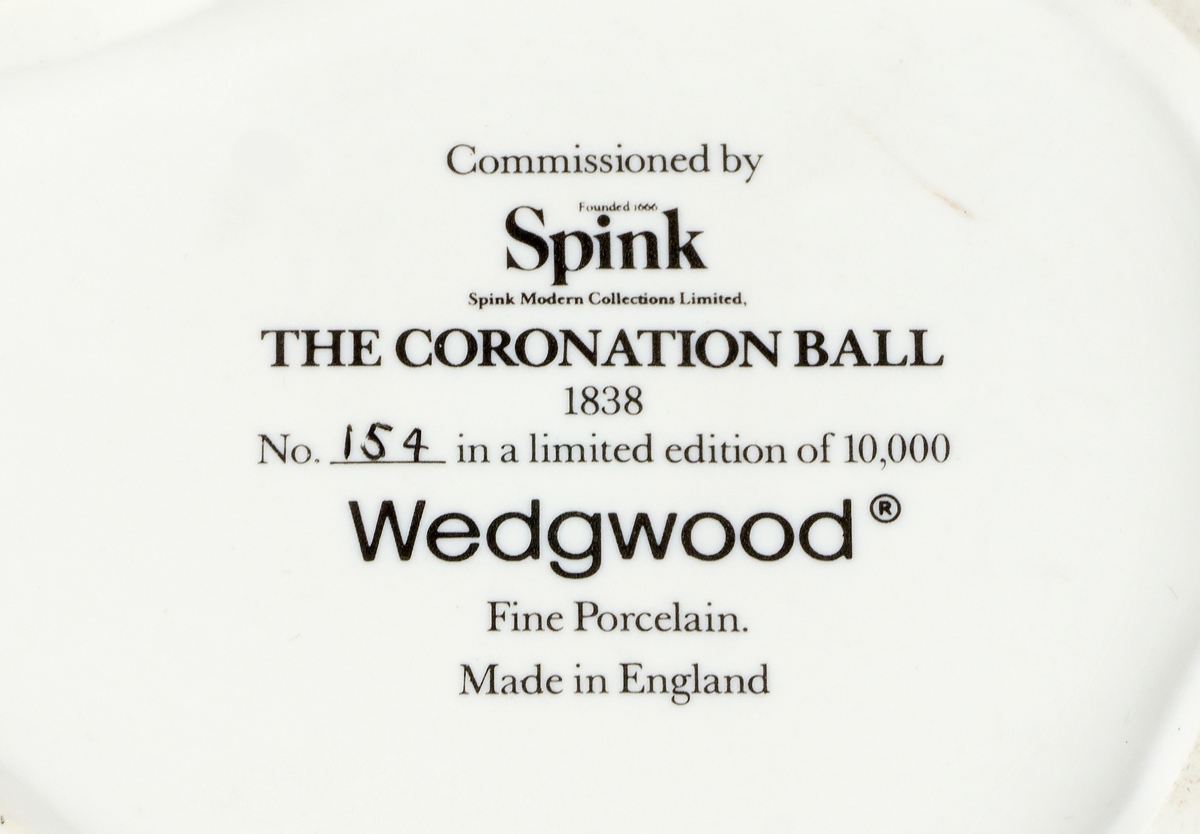 Commissioned by
Founded 1666
Spink
Spink Modern Collections Limited,
THE CORONATION BALL
1838
No. 154 in a limited edition of 10,000
Wedgwood®
Fine Porcelain.
Made in England